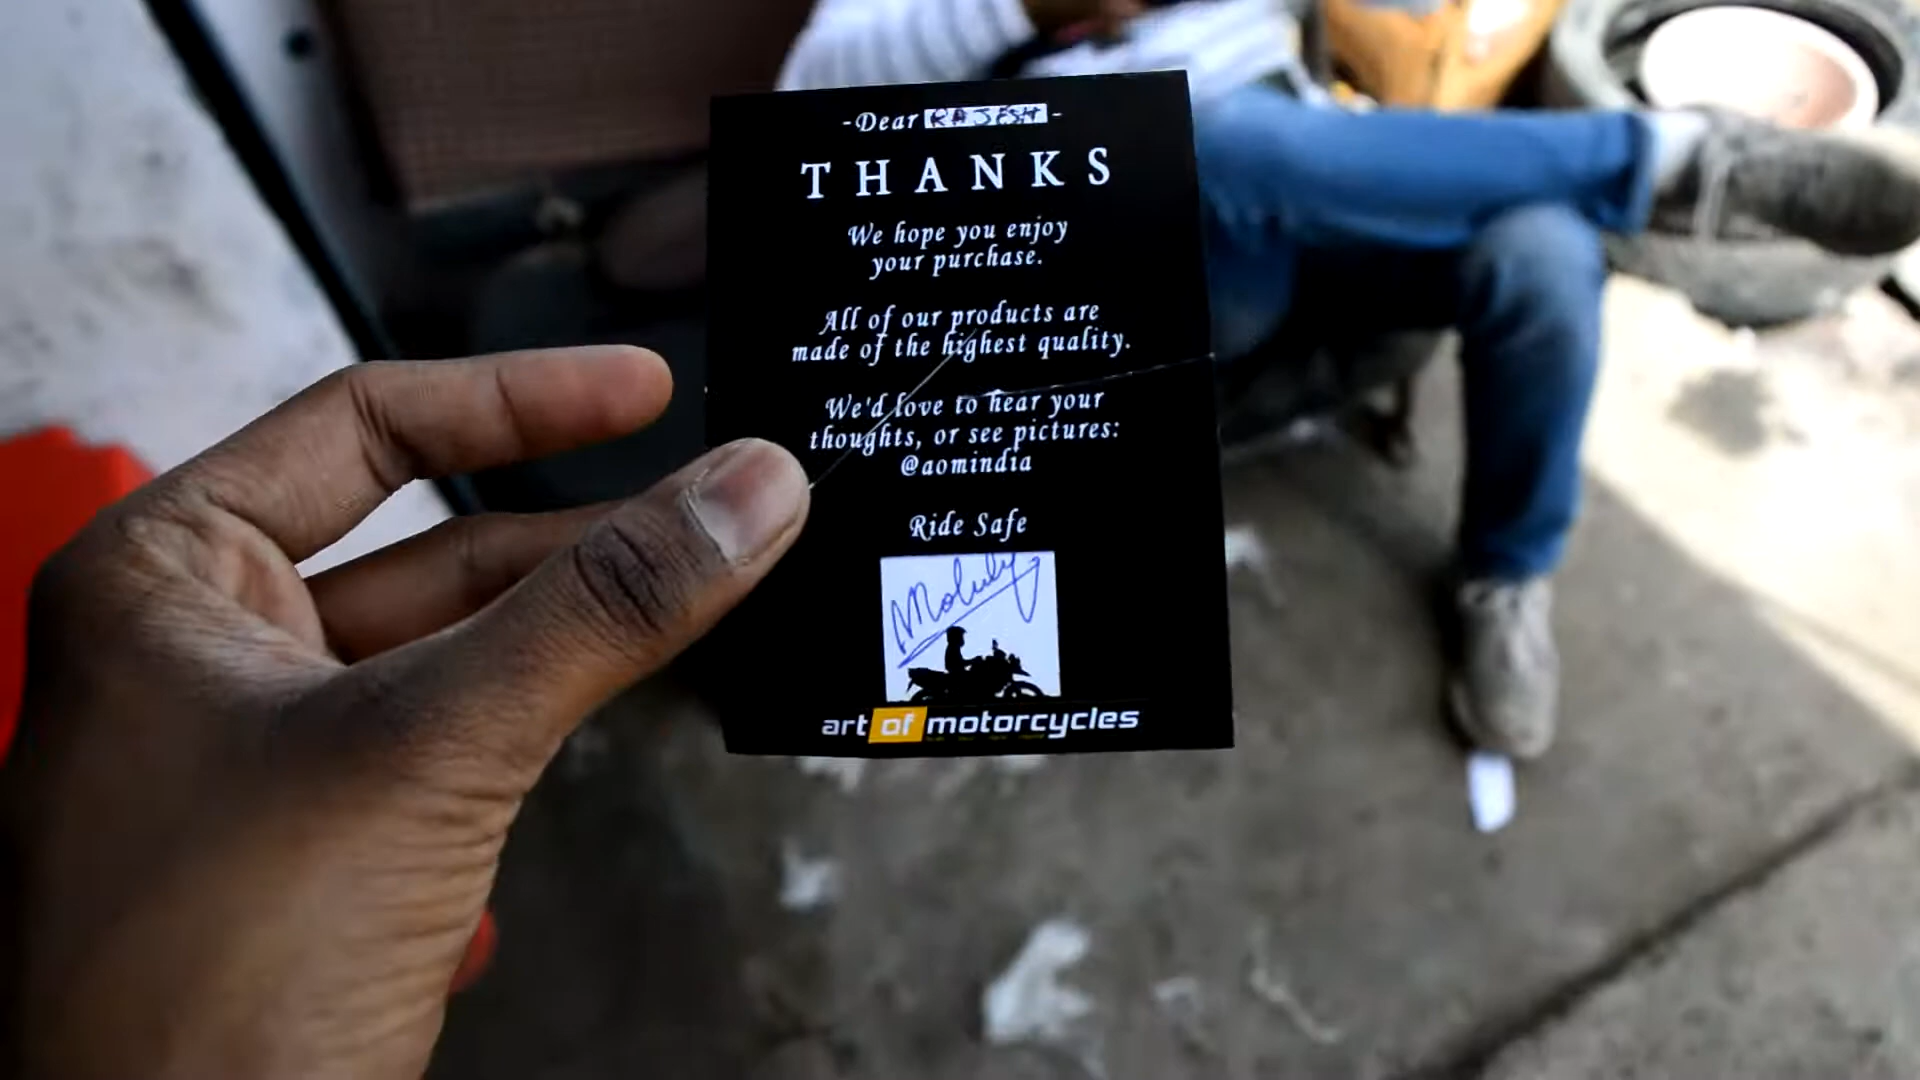 -Dear RAJESH-
THANKS
We hope you enjoy
your purchase.
All of our products are
made of the highest quality.
We'd love to hear your
thoughts, or see pictures:
@aomindia
Ride Safe
art of motorcycles